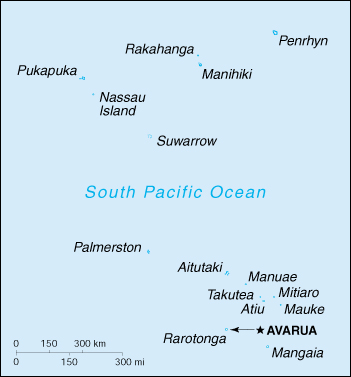 Penrhyn
Rakahanga
Manihiki
Pukapuka
Nassau
Island
Suwarrow
South Pacific Ocean
Palmerston
Aitutaki
Manuae
Takutea
Mitiaro
Atiu
Mauke
AVARUA
Rarotonga
Mangaia
0 150 300 km
0 150 300 mi